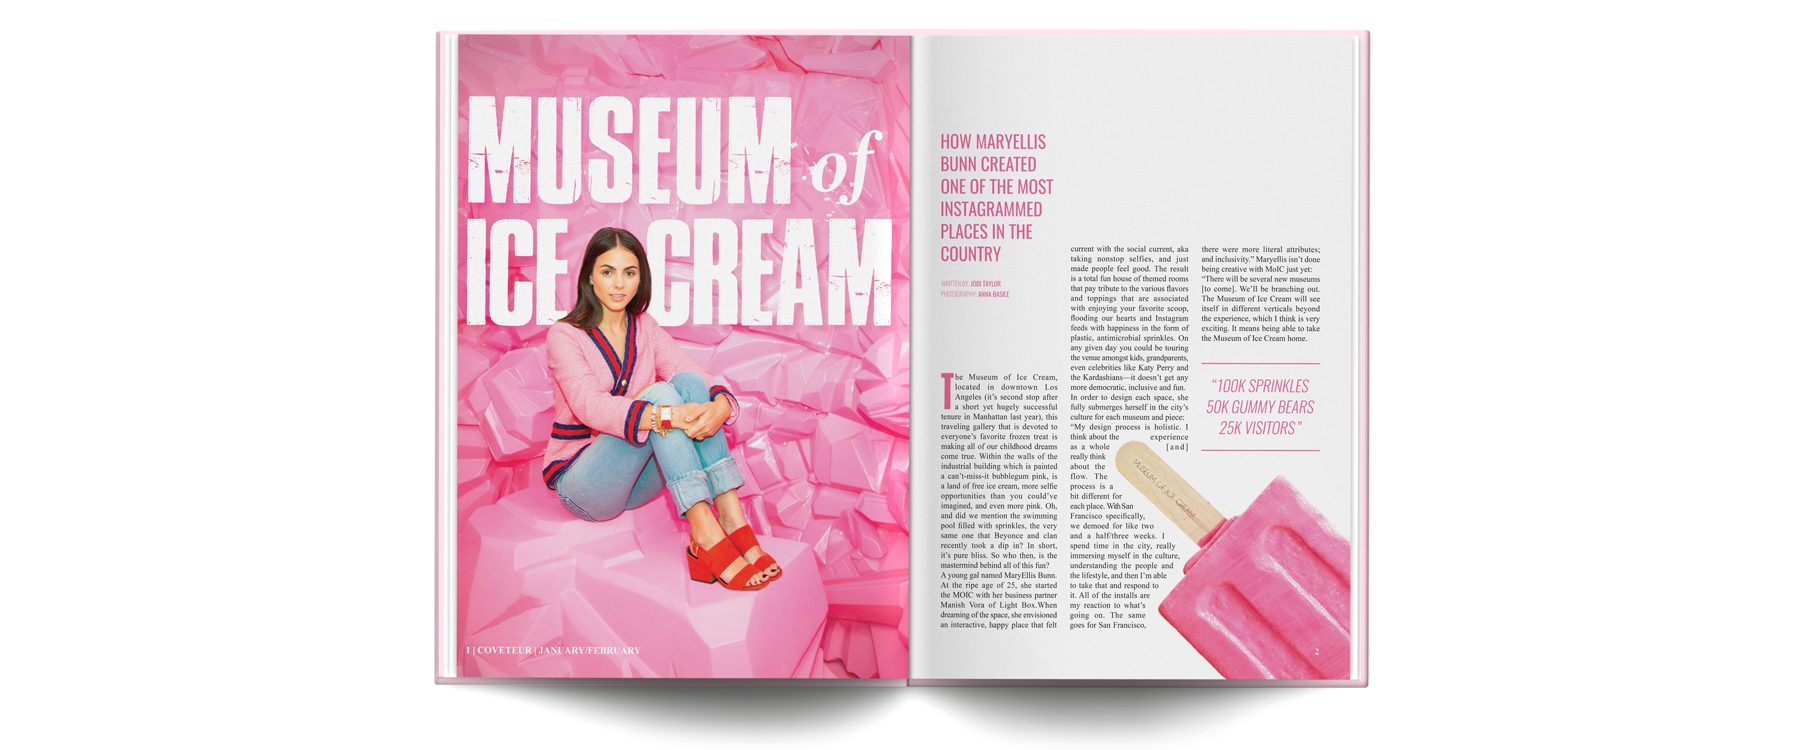 MUSEUM of
ICE CREAM
1 | COVETEUR | JANUARY/FEBRUARY
HOW MARYELLIS
BUNN CREATED
ONE OF THE MOST
INSTAGRAMMED
PLACES IN THE
COUNTRY
WRITTEN BY: JODI TAYLOR
PHOTOGRAPHY: ANNA BASILE
The Museum of Ice Cream,
located in downtown Los
Angeles (it's second stop after
a short yet hugely successful
tenure in Manhattan last year), this
traveling gallery that is devoted to
everyone's favorite frozen treat is
making all of our childhood dreams
come true. Within the walls of the
industrial building which is painted
a can't-miss-it bubblegum pink, is
a land of free ice cream, more selfie
opportunities than you could've
imagined, and even more pink. Oh,
and did we mention the swimming
pool filled with sprinkles, the very
same one that Beyonce and clan
recently took a dip in? In short,
it's pure bliss. So who then, is the
mastermind behind all of this fun?
A young gal named MaryEllis Bunn.
At the ripe age of 25, she started
the MOIC with her business partner
Manish Vora of Light Box.When
dreaming of the space, she envisioned
an interactive, happy place that felt
current with the social current, aka
taking nonstop selfies, and just
made people feel good. The result
is a total fun house of themed rooms
that pay tribute to the various flavors
and toppings that are associated
with enjoying your favorite scoop,
flooding our hearts and Instagram
feeds with happiness in the form of
plastic, antimicrobial sprinkles. On
any given day you could be touring
the venue amongst kids, grandparents,
even celebrities like Katy Perry and
the Kardashians—it doesn't get any
more democratic, inclusive and fun.
In order to design each space, she
fully submerges herself in the city's
culture for each museum and piece:
"My design process is holistic. I
think about the experience
as a whole [and]
really think
about the
flow. The
process is a
bit different for
each place. With San
Francisco specifically,
we demoed for like two
and a half/three weeks. I
spend time in the city, really
immersing myself in the culture,
understanding the people and
the lifestyle, and then I'm able
to take that and respond to
it. All of the installs are
my reaction to what's
going on. The same
goes for San Francisco,
there were more literal attributes;
and inclusivity." Maryellis isn't done
being creative with MoIC just yet:
"There will be several new museums
[to come]. We'll be branching out.
The Museum of Ice Cream will see
itself in different verticals beyond
the experience, which I think is very
exciting. It means being able to take
the Museum of Ice Cream home.
"100K SPRINKLES
50K GUMMY BEARS
25K VISITORS"
MUSEUM OF ICE CREAM
2